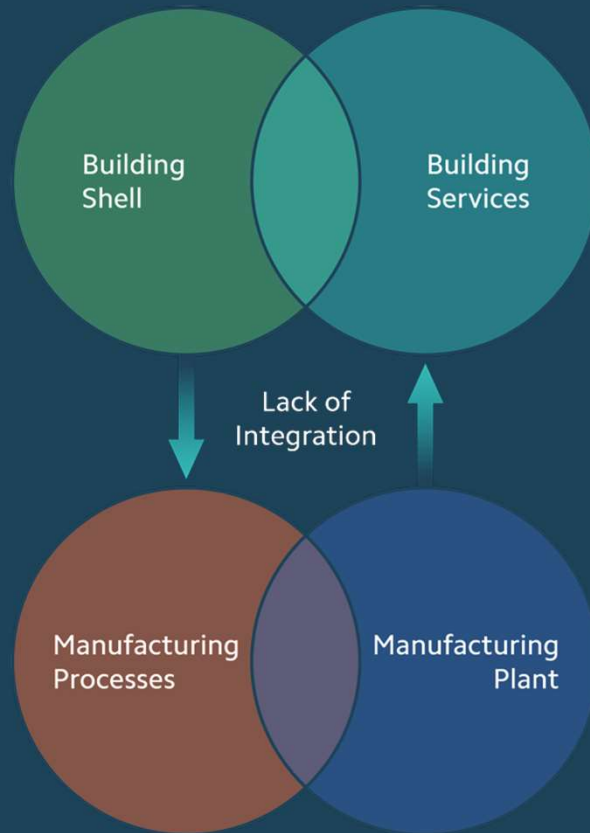 Building
Shell
Building
Services
Lack of
Integration
Manufacturing
Processes
Manufacturing
Plant